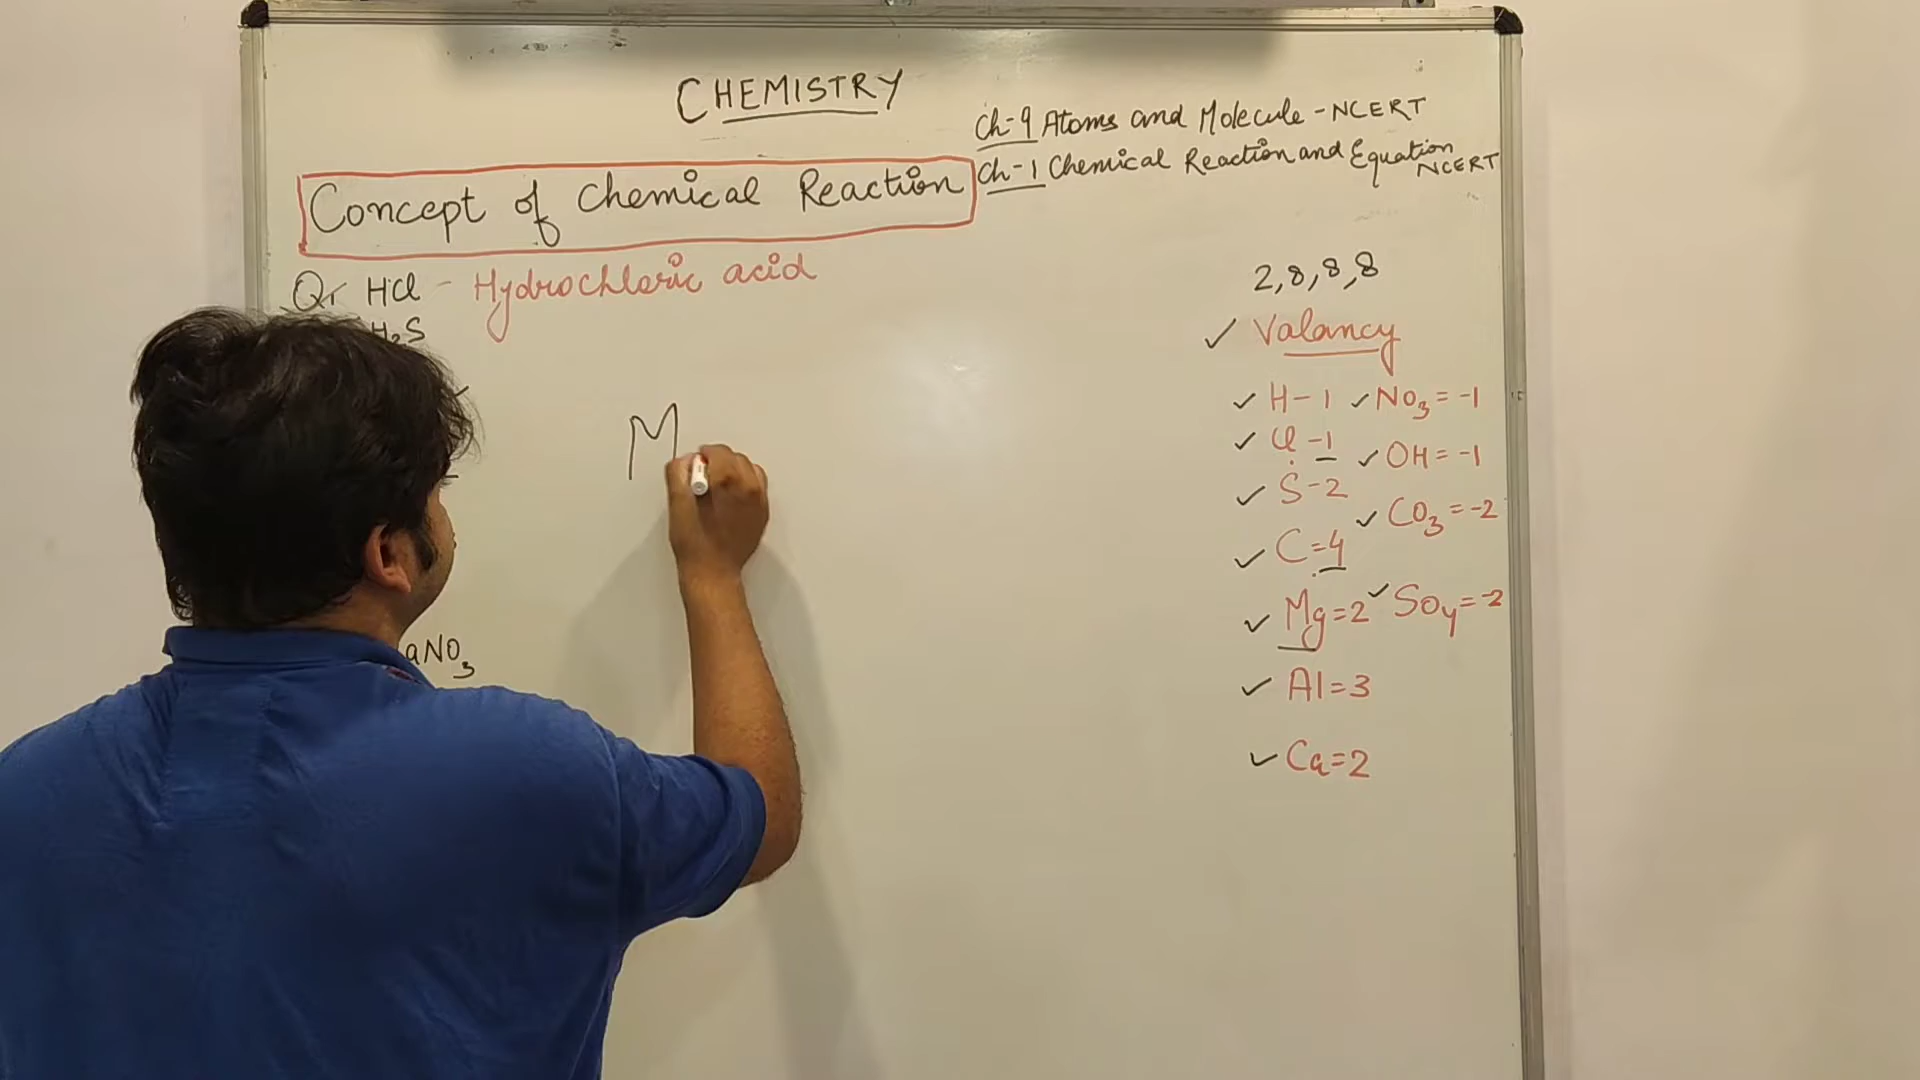 CHEMISTRY
Ch-9 Atoms and Molecule - NCERT
Ch-1 Chemical Reaction and Equation
NCERT
Concept of Chemical Reaction
Q1 HCl - Hydrochloric acid
H₂S
aNO₃
M
2,8,8,8
✓ Valancy
✓ H-1 ✓ NO₃=-1
✓ Cl-1 ✓ OH=-1
✓ S-2
✓ CO₃=-2
✓ C=4
✓ Mg=2 ✓ SO₄=-2
✓ Al=3
✓ Ca=2